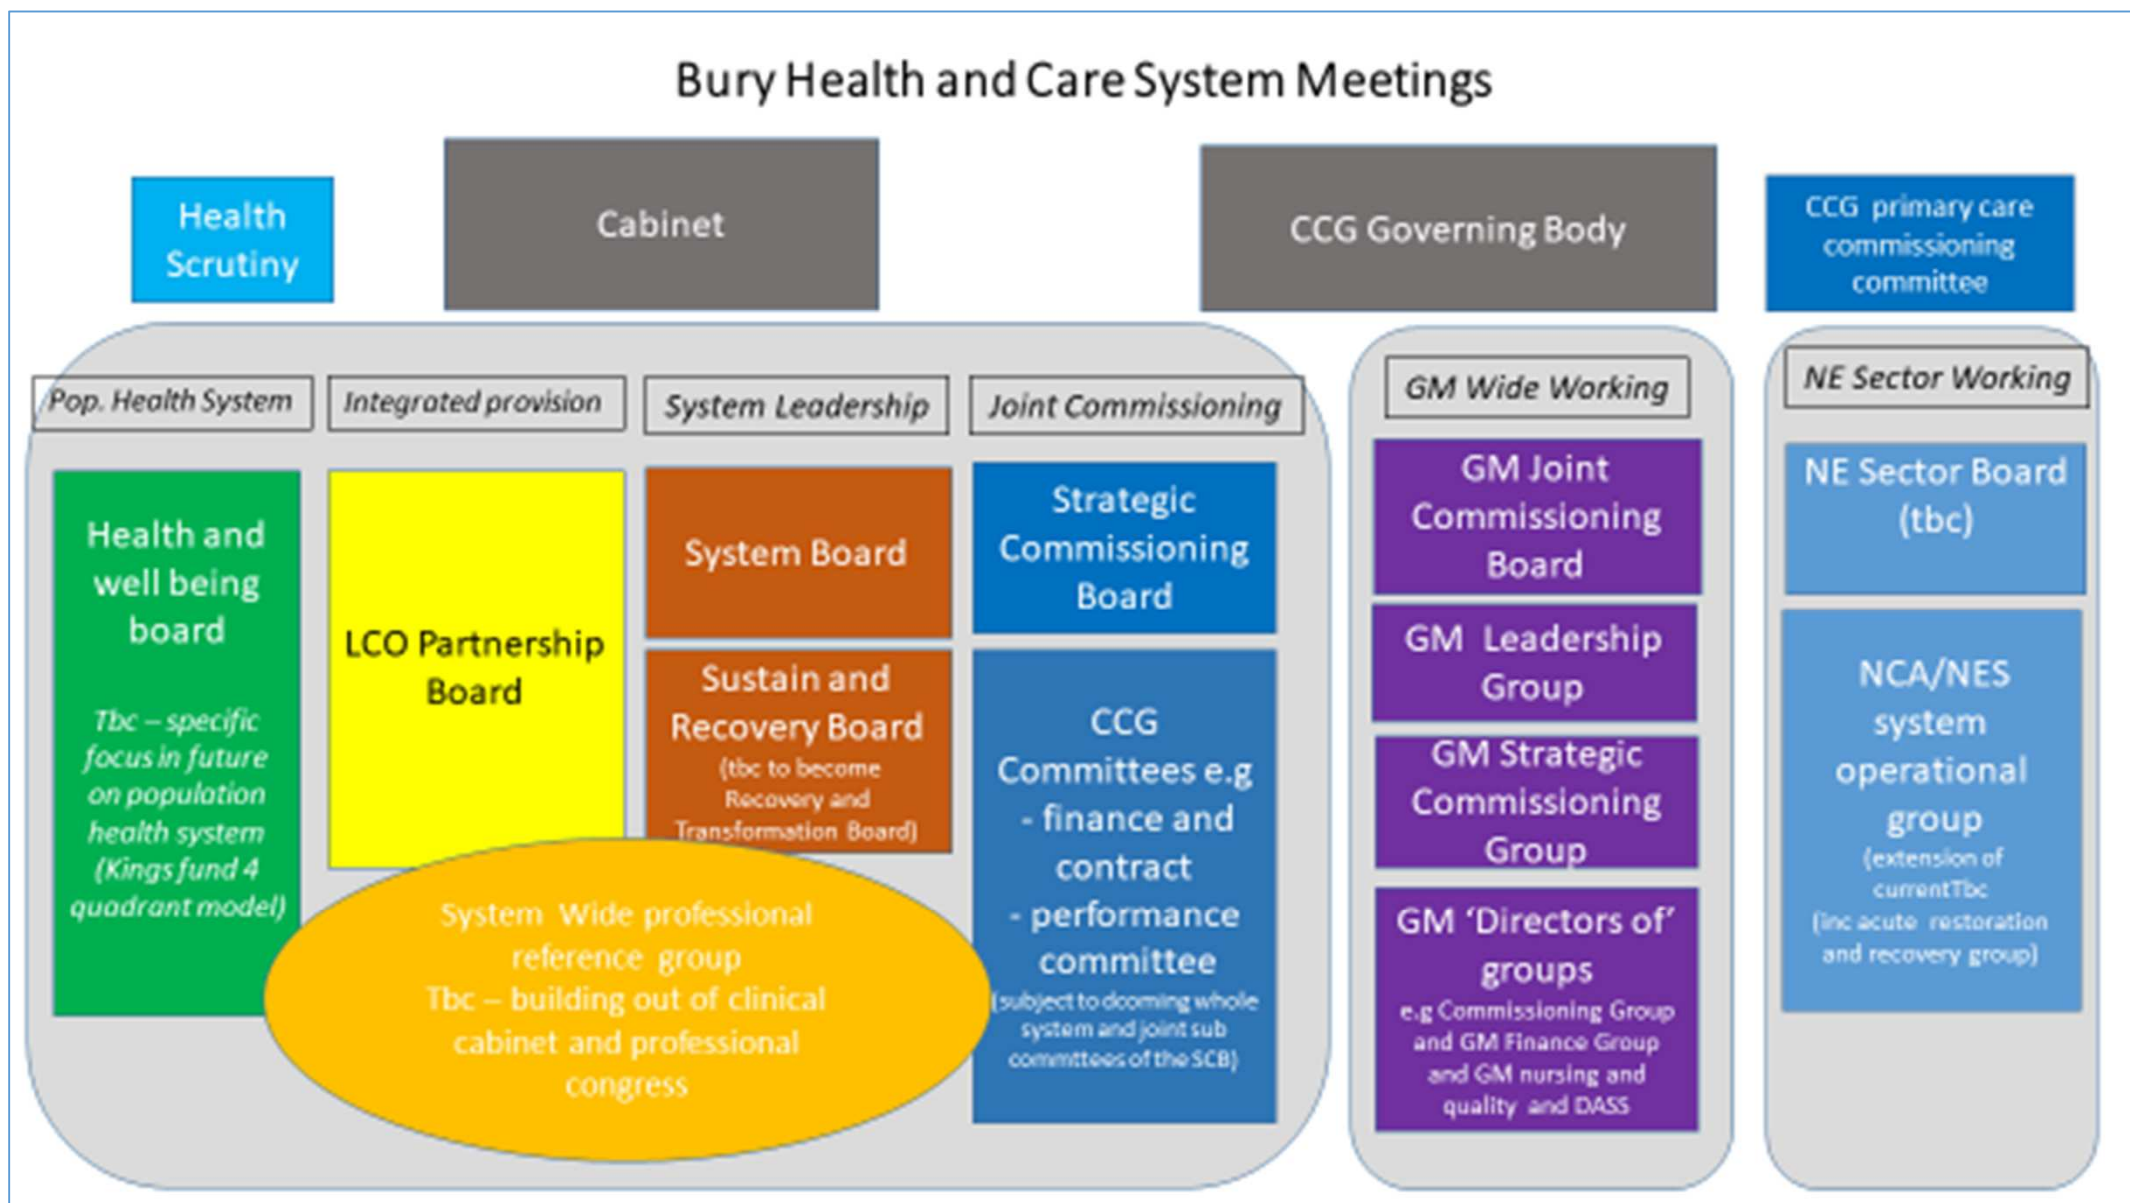 Bury Health and Care System Meetings
Health
Scrutiny
Cabinet
CCG Governing Body
CCG primary care
commissioning
committee
Pop. Health System
Integrated provision
System Leadership
Joint Commissioning
GM Wide Working
NE Sector Working
Health and
well being
board
Tbc – specific
focus in future
on population
health system
(Kings fund 4
quadrant model)
LCO Partnership
Board
System Board
Sustain and
Recovery Board
(tbc to become
Recovery and
Transformation Board)
System Wide professional
reference group
Tbc – building out of clinical
cabinet and professional
congress
Strategic
Commissioning
Board
CCG
Committees e.g
- finance and
contract
- performance
committee
(subject to dcoming whole
system and joint sub
commttees of the SCB)
GM Joint
Commissioning
Board
GM Leadership
Group
GM Strategic
Commissioning
Group
GM ‘Directors of’
groups
e.g Commissioning Group
and GM Finance Group
and GM nursing and
quality and DASS
NE Sector Board
(tbc)
NCA/NES
system
operational
group
(extension of
currentTbc
(inc acute restoration
and recovery group)